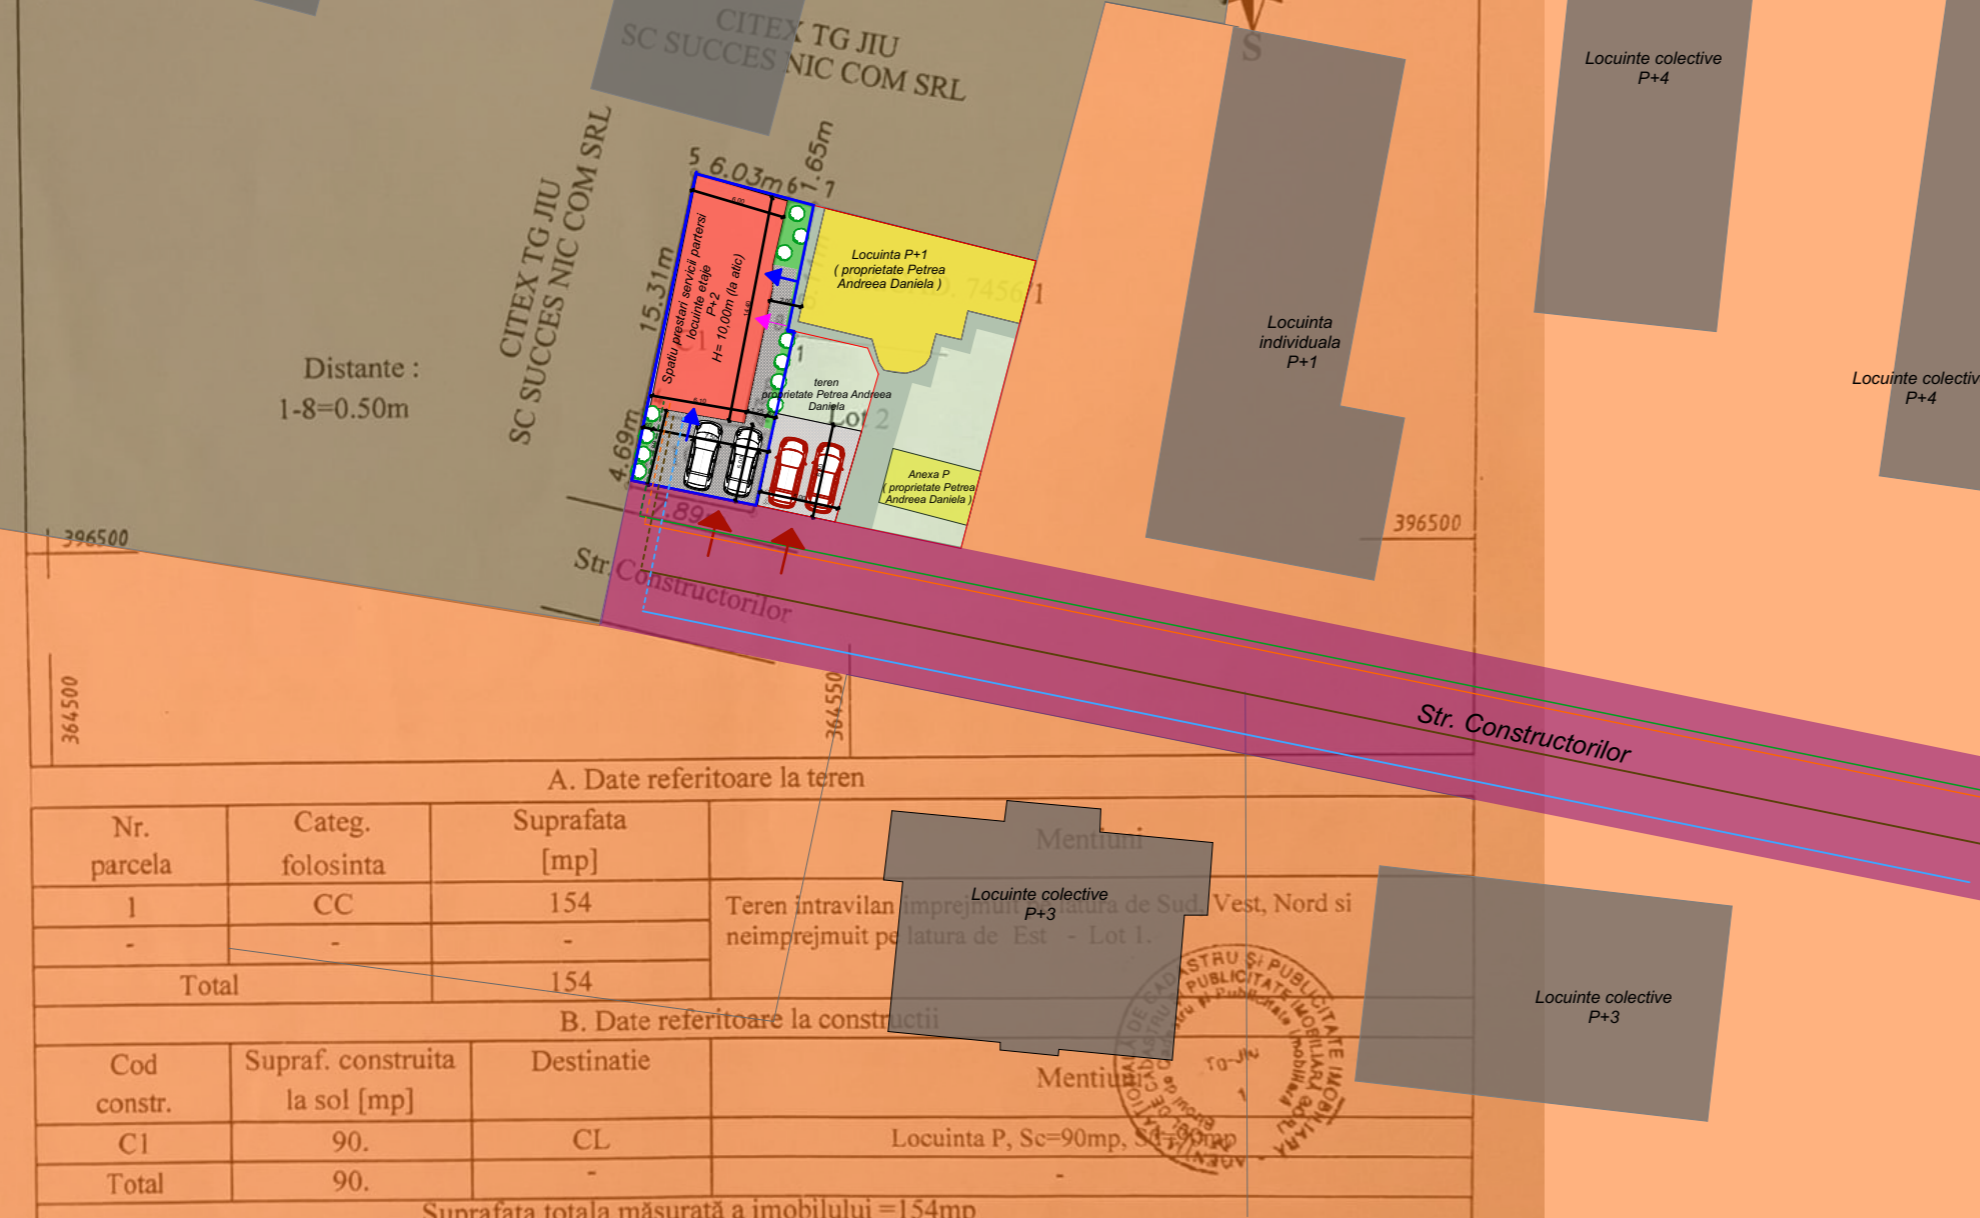 CITEX TG JIU
SC SUCCES NIC COM SRL
S
Locuinte colective
P+4
CITEX TG JIU
SC SUCCES NIC COM SRL
5
6.03m
6
1.65m
7
15.31m
4.69m
Spatiu prestari servicii partersi
locuinte etaje
P+2
H= 10,00m (la atic)
C1
Locuinta P+1
( proprietate Petrea
Andreea Daniela )
1
teren
proprietate Petrea Andreea
Daniela
Lot 2
Anexa P
( proprietate Petrea
Andreea Daniela )
Locuinta
individuala
P+1
Locuinte colectiv
P+4
Distante :
1-8=0.50m
396500
396500
Str. Constructorilor
364500
364550
Str. Constructorilor
A. Date referitoare la teren
Nr.
parcela
Categ.
folosinta
Suprafata
[mp]
Mentiuni
1
CC
154
Teren intravilan imprejmuit pe latura de Sud, Vest, Nord si
neimprejmuit pe latura de Est - Lot 1.
-
-
-
Total
154
Locuinte colective
P+3
Locuinte colective
P+3
B. Date referitoare la constructii
Cod
constr.
Supraf. construita
la sol [mp]
Destinatie
Mentiuni
C1
90.
CL
Locuinta P, Sc=90mp,
Total
90.
-
-
Tg-Jiu
1
Suprafata totala măsurată a imobilului =154mp